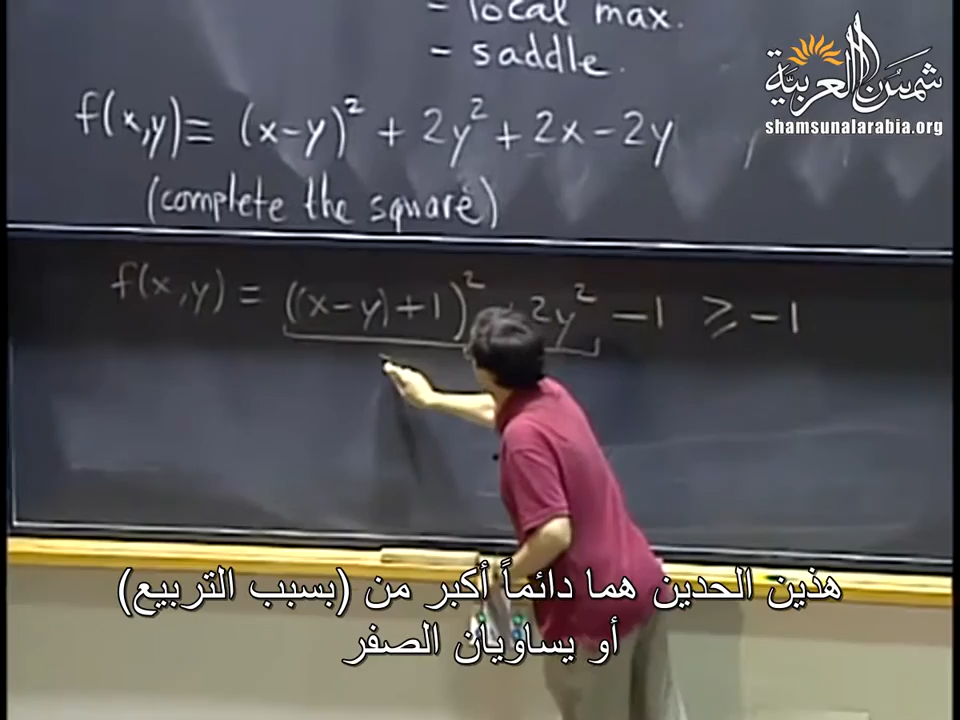 - local max.
- saddle.
f(x,y) = (x-y)² + 2y² + 2x - 2y
(complete the square)
f(x,y) = ((x-y)+1)² + 2y² - 1 ≥ -1
شمس العربية
shamsunalarabia.org
هذين الحدين هما دائماً أكبر من (بسبب التربيع)
أو يساويان الصفر